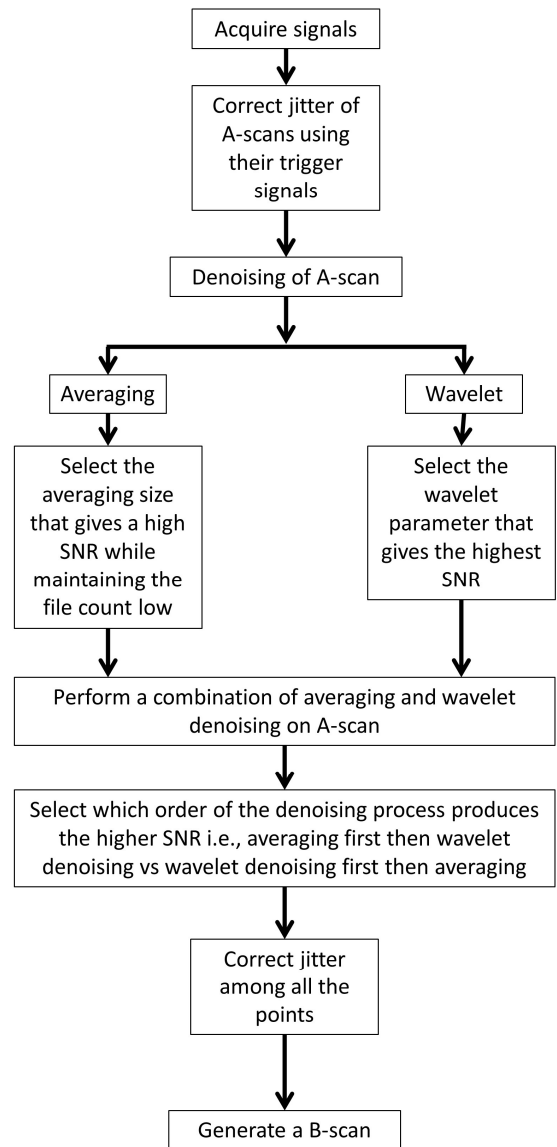 Acquire signals
Correct jitter of
A-scans using
their trigger
signals
Denoising of A-scan
Averaging
Wavelet
Select the
averaging size
that gives a high
SNR while
maintaining the
file count low
Select the
wavelet
parameter that
gives the highest
SNR
Perform a combination of averaging and wavelet
denoising on A-scan
Select which order of the denoising process produces
the higher SNR i.e., averaging first then wavelet
denoising vs wavelet denoising first then averaging
Correct jitter
among all the
points
Generate a B-scan